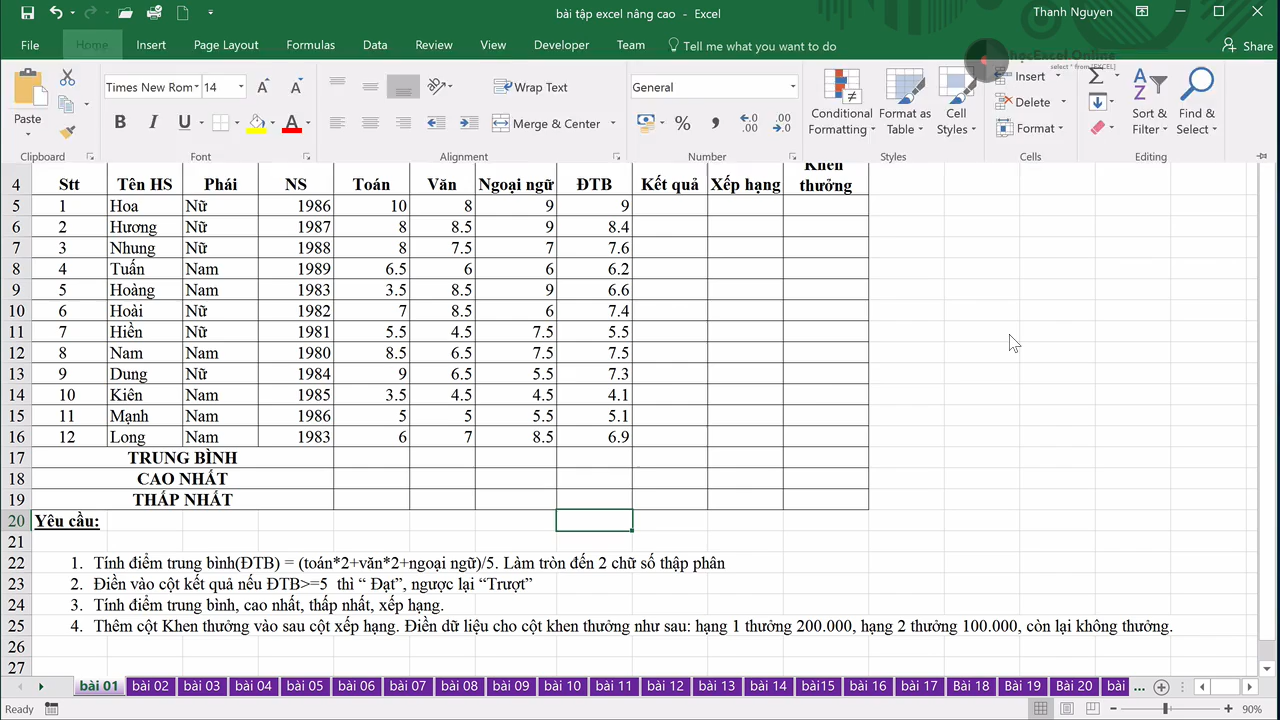 bài tập excel nâng cao - Excel
Thanh Nguyen
File Home Insert Page Layout Formulas Data Review View Developer Team Tell me what you want to do Share
họcExcel Online
select * from [EXCEL]
Times New Rom 14 Wrap Text General Insert
Paste Conditional Format as Cell Delete Sort & Find &
B I U A Merge & Center % Formatting Table Styles Format Filter Select
Clipboard Font Alignment Number Styles Cells Editing
Khen
4 Stt Tên HS Phái NS Toán Văn Ngoại ngữ ĐTB Kết quả Xếp hạng thưởng
5 1 Hoa Nữ 1986 10 8 9 9
6 2 Hương Nữ 1987 8 8.5 9 8.4
7 3 Nhung Nữ 1988 8 7.5 7 7.6
8 4 Tuấn Nam 1989 6.5 6 6 6.2
9 5 Hoàng Nam 1983 3.5 8.5 9 6.6
10 6 Hoài Nữ 1982 7 8.5 6 7.4
11 7 Hiền Nữ 1981 5.5 4.5 7.5 5.5
12 8 Nam Nam 1980 8.5 6.5 7.5 7.5
13 9 Dung Nữ 1984 9 6.5 5.5 7.3
14 10 Kiên Nam 1985 3.5 4.5 4.5 4.1
15 11 Mạnh Nam 1986 5 5 5.5 5.1
16 12 Long Nam 1983 6 7 8.5 6.9
17 TRUNG BÌNH
18 CAO NHẤT
19 THẤP NHẤT
20 Yêu cầu:
21
22 1. Tính điểm trung bình(ĐTB) = (toán*2+văn*2+ngoại ngữ)/5. Làm tròn đến 2 chữ số thập phân
23 2. Điền vào cột kết quả nếu ĐTB>=5 thì “ Đạt”, ngược lại “Trượt”
24 3. Tính điểm trung bình, cao nhất, thấp nhất, xếp hạng.
25 4. Thêm cột Khen thưởng vào sau cột xếp hạng. Điền dữ liệu cho cột khen thưởng như sau: hạng 1 thưởng 200.000, hạng 2 thưởng 100.000, còn lại không thưởng.
26
27
bài 01 bài 02 bài 03 bài 04 bài 05 bài 06 bài 07 bài 08 bài 09 bài 10 bài 11 bài 12 bài 13 bài 14 bài15 bài 16 bài 17 Bài 18 Bài 19 Bài 20 bài ...
Ready 90%